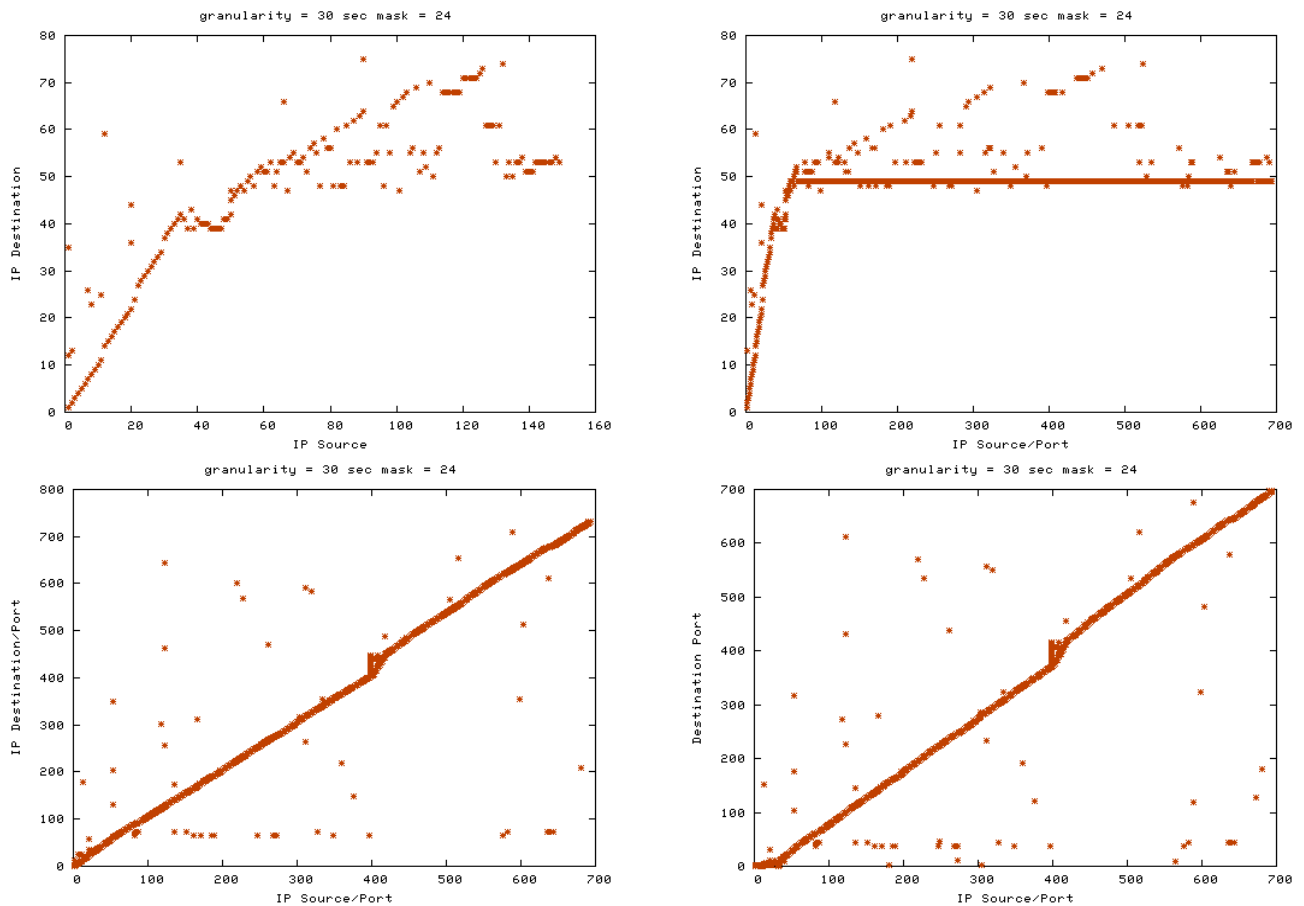 granularity = 30 sec mask = 24
80
70
60
50
40
30
20
10
0
IP Destination
0 20 40 60 80 100 120 140 160
IP Source
granularity = 30 sec mask = 24
80
70
60
50
40
30
20
10
0
IP Destination
0 100 200 300 400 500 600 700
IP Source/Port
granularity = 30 sec mask = 24
800
700
600
500
400
300
200
100
0
IP Destination/Port
0 100 200 300 400 500 600 700
IP Source/Port
granularity = 30 sec mask = 24
700
600
500
400
300
200
100
0
Destination Port
0 100 200 300 400 500 600 700
IP Source/Port